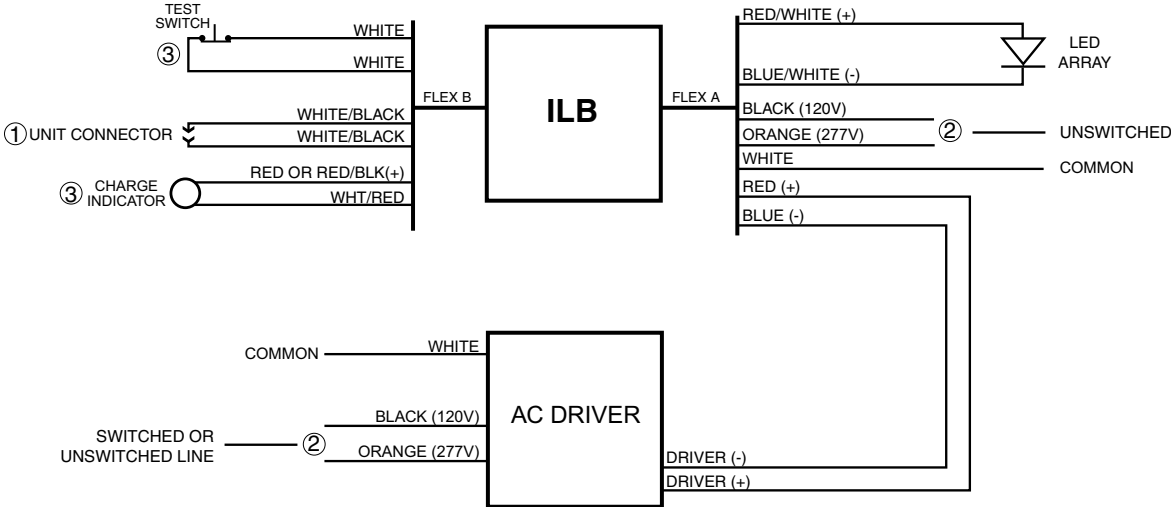 TEST
SWITCH
③
WHITE
WHITE
FLEX B
① UNIT CONNECTOR
WHITE/BLACK
WHITE/BLACK
③ CHARGE
INDICATOR
RED OR RED/BLK(+)
WHT/RED
ILB
FLEX A
RED/WHITE (+)
LED
ARRAY
BLUE/WHITE (-)
BLACK (120V)
ORANGE (277V)
② UNSWITCHED
WHITE
COMMON
RED (+)
BLUE (-)
COMMON
WHITE
BLACK (120V)
SWITCHED OR
UNSWITCHED LINE
②
ORANGE (277V)
AC DRIVER
DRIVER (-)
DRIVER (+)